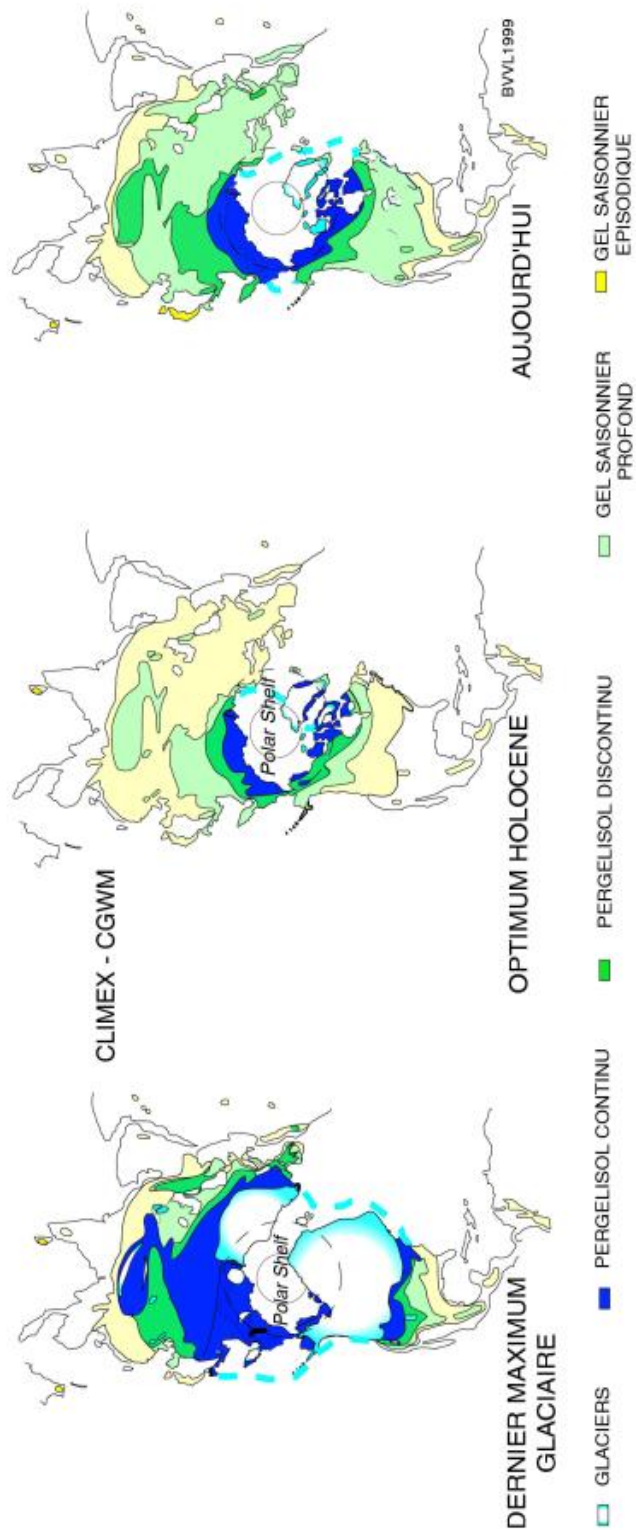 CLIMEX - CGWM
Polar Shelf
DERNIER MAXIMUM
GLACIAIRE
Polar Shelf
OPTIMUM HOLOCENE
BVVL1999
AUJOURD'HUI
GLACIERS
PERGELISOL CONTINU
PERGELISOL DISCONTINU
GEL SAISONNIER
PROFOND
GEL SAISONNIER
EPISODIQUE